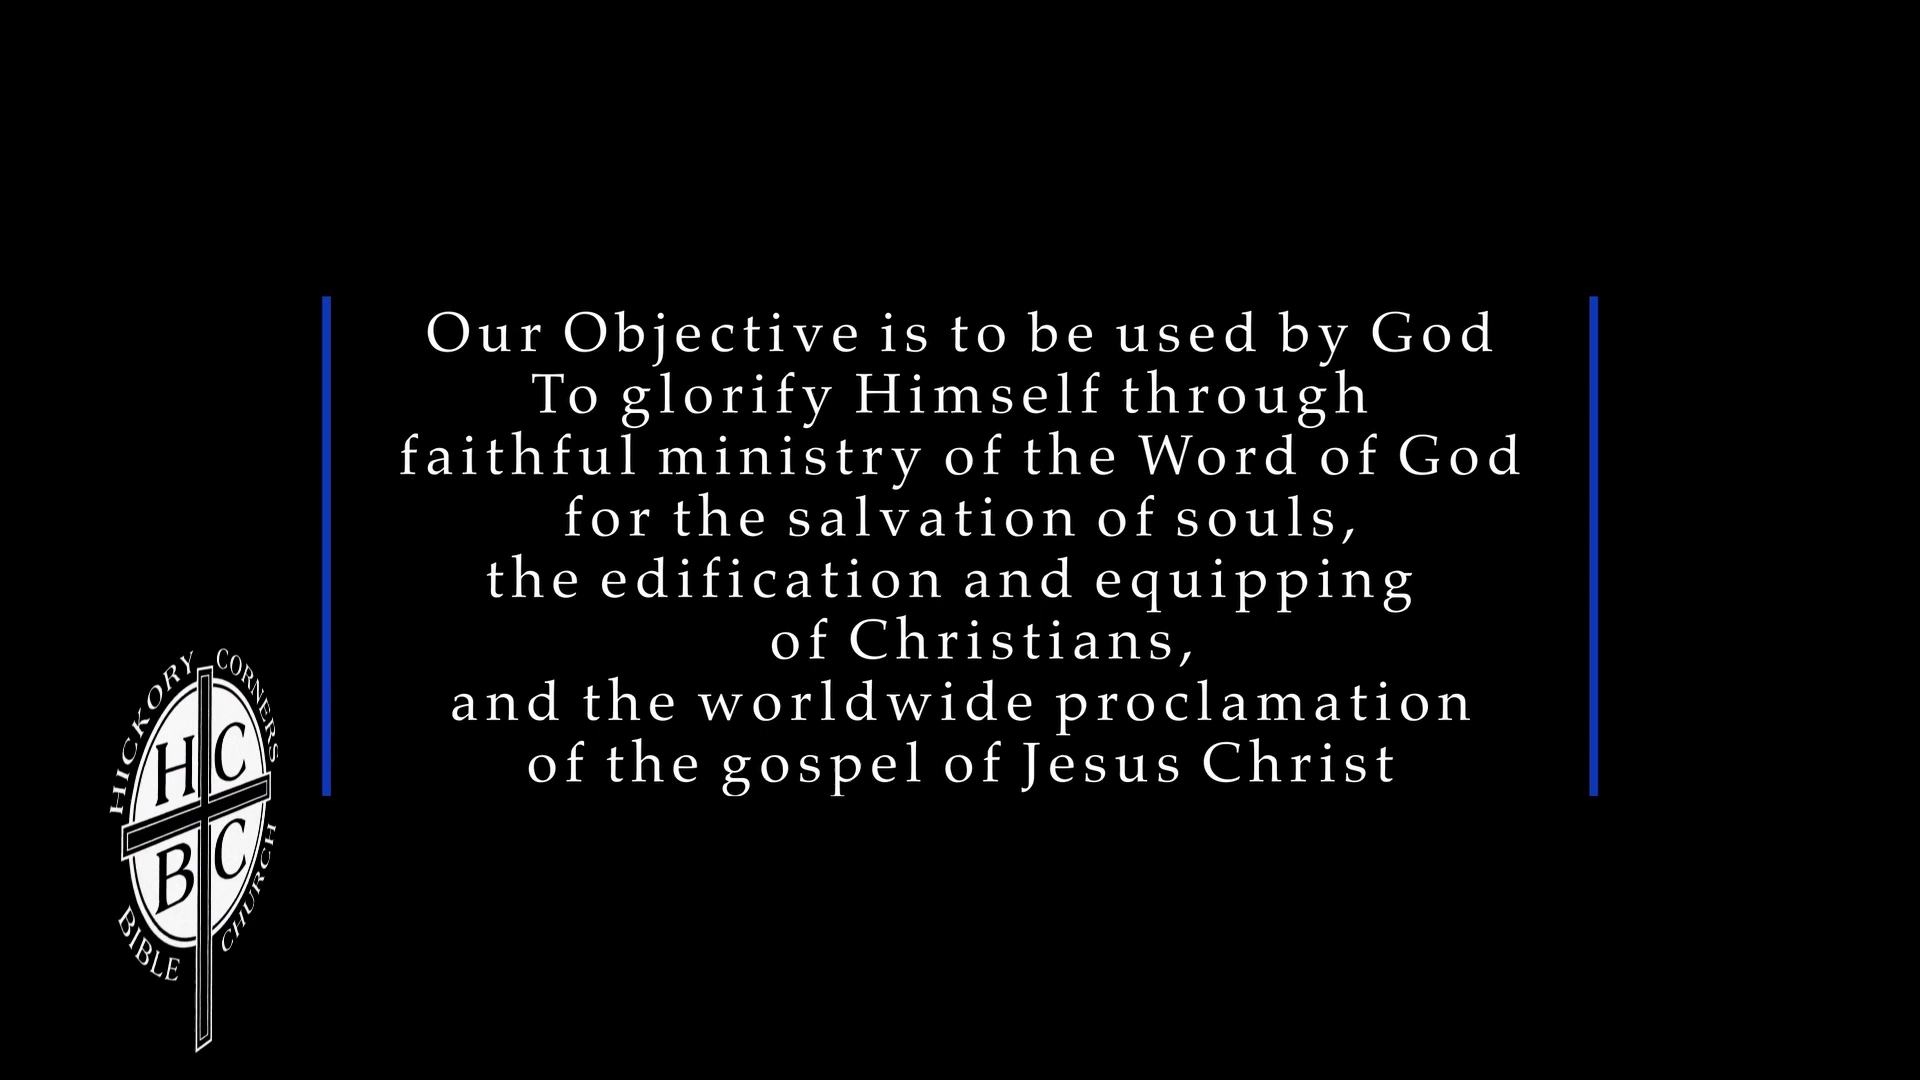 Our Objective is to be used by God
To glorify Himself through
faithful ministry of the Word of God
for the salvation of souls,
the edification and equipping
of Christians,
and the worldwide proclamation
of the gospel of Jesus Christ
HICKORY CORNERS
H C
B C
BIBLE CHURCH